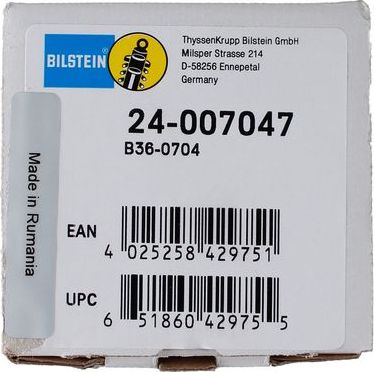 BILSTEIN
ThyssenKrupp Bilstein GmbH
Milsper Strasse 214
D-58256 Ennepetal
Germany
24-007047
B36-0704
Made in Rumania
EAN
4 025258 429751
UPC
6 51860 42975 5